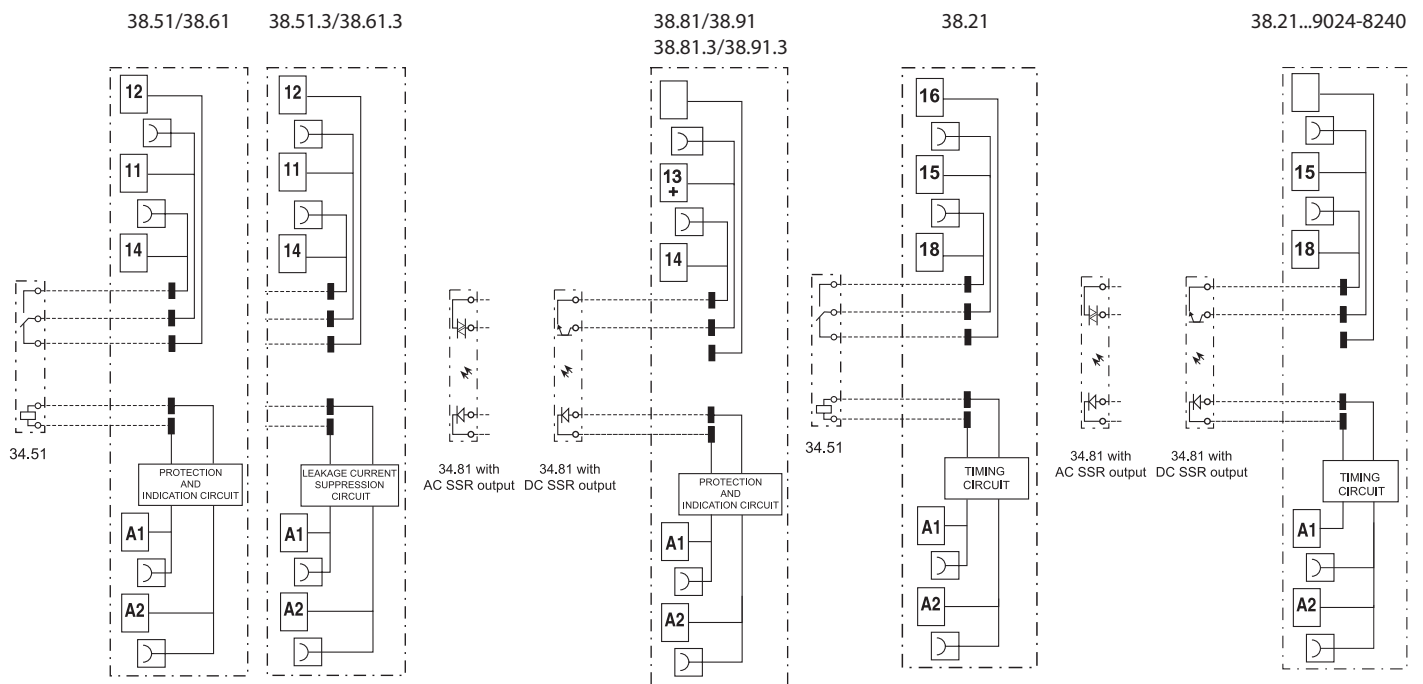 38.51/38.61
38.51.3/38.61.3
38.81/38.91
38.81.3/38.91.3
38.21
38.21...9024-8240
12
11
14
34.51
PROTECTION
AND
INDICATION CIRCUIT
A1
A2
12
11
14
LEAKAGE CURRENT
SUPPRESSION
CIRCUIT
A1
A2
34.81 with
AC SSR output
34.81 with
DC SSR output
13
+
14
PROTECTION
AND
INDICATION CIRCUIT
A1
A2
34.51
16
15
18
TIMING
CIRCUIT
A1
A2
34.81 with
AC SSR output
34.81 with
DC SSR output
15
18
TIMING
CIRCUIT
A1
A2